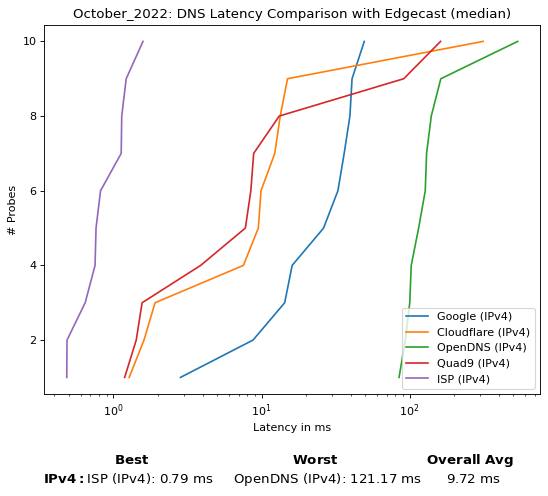 October_2022: DNS Latency Comparison with Edgecast (median)
10
8
6
4
2
# Probes
Google (IPv4)
Cloudflare (IPv4)
OpenDNS (IPv4)
Quad9 (IPv4)
ISP (IPv4)
10⁰ 10¹ 10²
Latency in ms
Best Worst Overall Avg
IPv4: ISP (IPv4): 0.79 ms OpenDNS (IPv4): 121.17 ms 9.72 ms